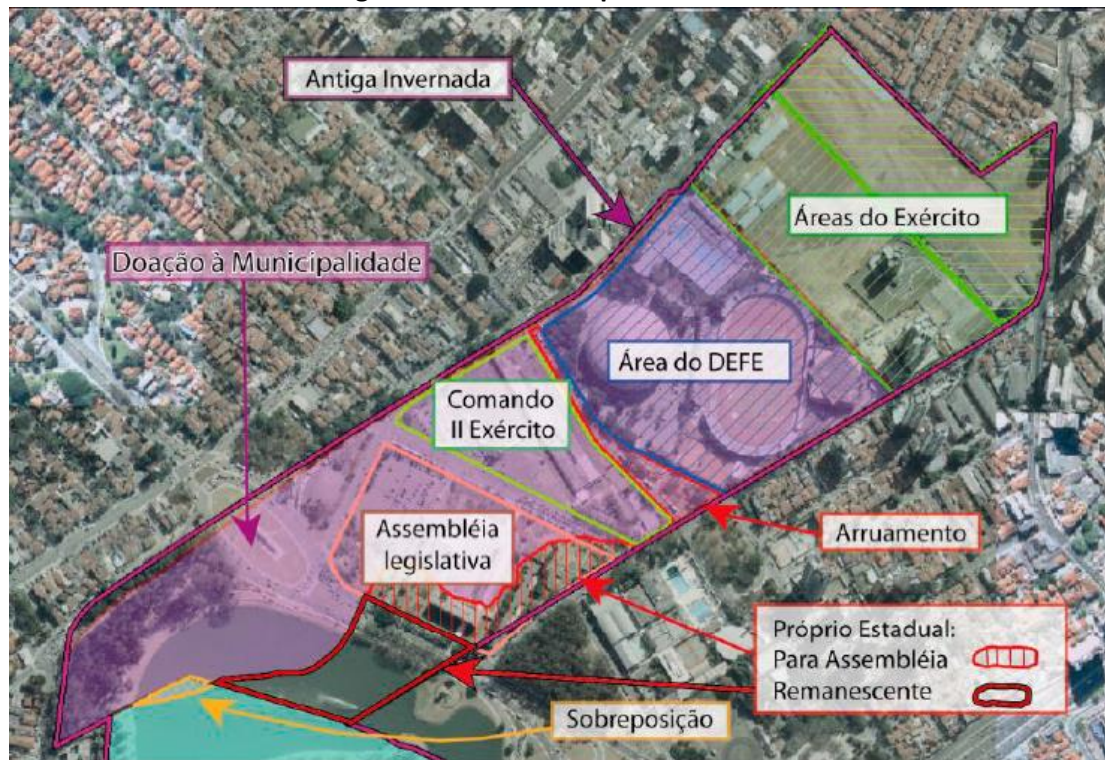 Antiga Invernada
Doação à Municipalidade
Áreas do Exército
Área do DEFE
Comando
II Exército
Assembléia
legislativa
Arruamento
Próprio Estadual:
Para Assembléia
Remanescente
Sobreposição